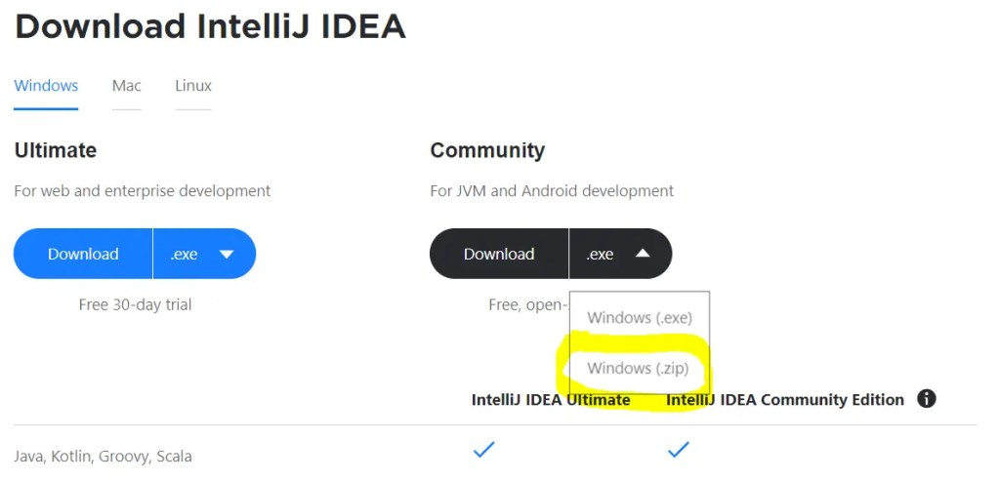 Download IntelliJ IDEA
Windows Mac Linux
Ultimate
For web and enterprise development
Download .exe
Free 30-day trial
Community
For JVM and Android development
Download .exe
Free, open-
Windows (.exe)
Windows (.zip)
IntelliJ IDEA Ultimate IntelliJ IDEA Community Edition
Java, Kotlin, Groovy, Scala